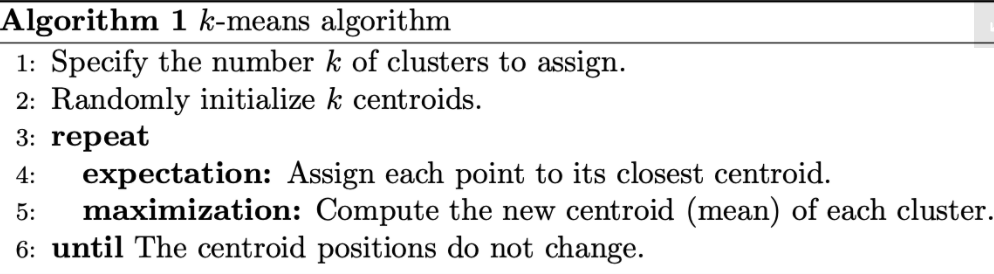 Algorithm 1 k-means algorithm
1: Specify the number k of clusters to assign.
2: Randomly initialize k centroids.
3: repeat
4: expectation: Assign each point to its closest centroid.
5: maximization: Compute the new centroid (mean) of each cluster.
6: until The centroid positions do not change.